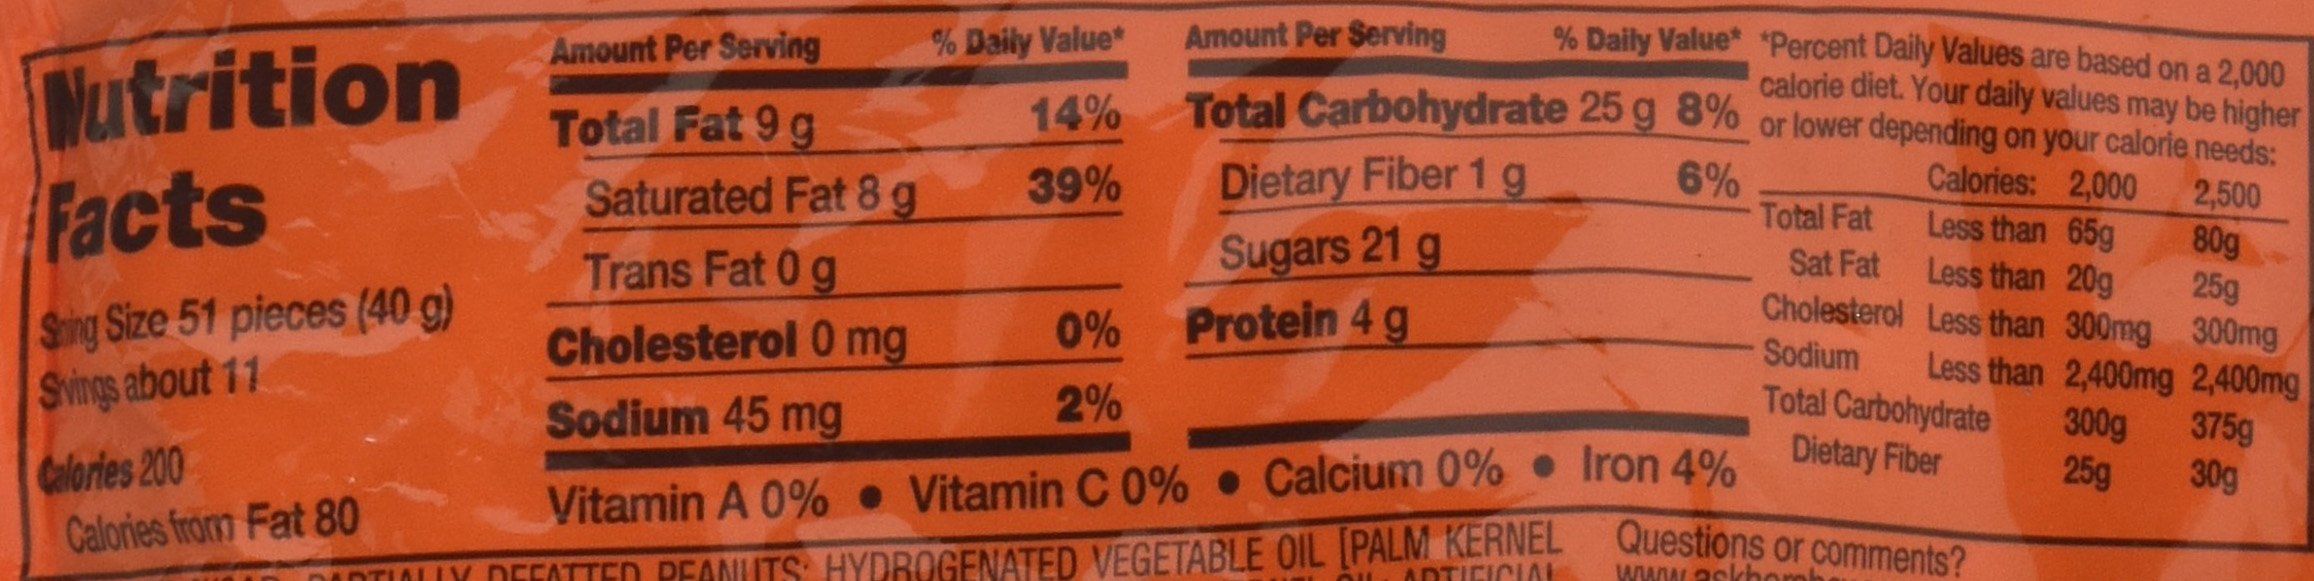 Nutrition
Facts
Srving Size 51 pieces (40 g)
Srvings about 11
Calories 200
Calories from Fat 80
Amount Per Serving % Daily Value*
Total Fat 9 g 14%
Saturated Fat 8 g 39%
Trans Fat 0 g
Cholesterol 0 mg 0%
Sodium 45 mg 2%
Amount Per Serving % Daily Value*
Total Carbohydrate 25 g 8%
Dietary Fiber 1 g 6%
Sugars 21 g
Protein 4 g
Vitamin A 0% • Vitamin C 0% • Calcium 0% • Iron 4%
*Percent Daily Values are based on a 2,000
calorie diet. Your daily values may be higher
or lower depending on your calorie needs:
Calories: 2,000 2,500
Total Fat Less than 65g 80g
Sat Fat Less than 20g 25g
Cholesterol Less than 300mg 300mg
Sodium Less than 2,400mg 2,400mg
Total Carbohydrate 300g 375g
Dietary Fiber 25g 30g
PARTIALLY DEFATTED PEANUTS; HYDROGENATED VEGETABLE OIL [PALM KERNEL
Questions or comments?